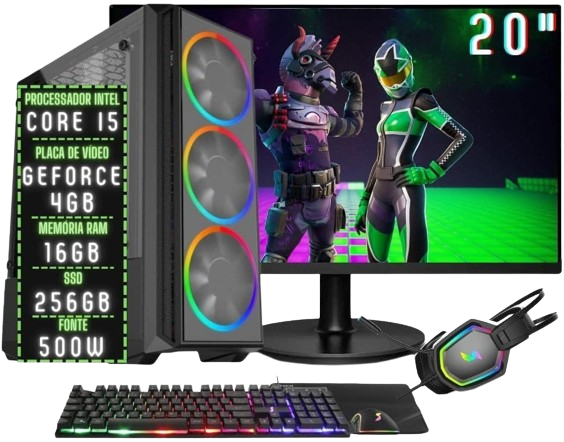 20"
PROCESSADOR INTEL
CORE I5
PLACA DE VÍDEO
GEFORCE
4GB
MEMÓRIA RAM
16GB
SSD
256GB
FONTE
500W